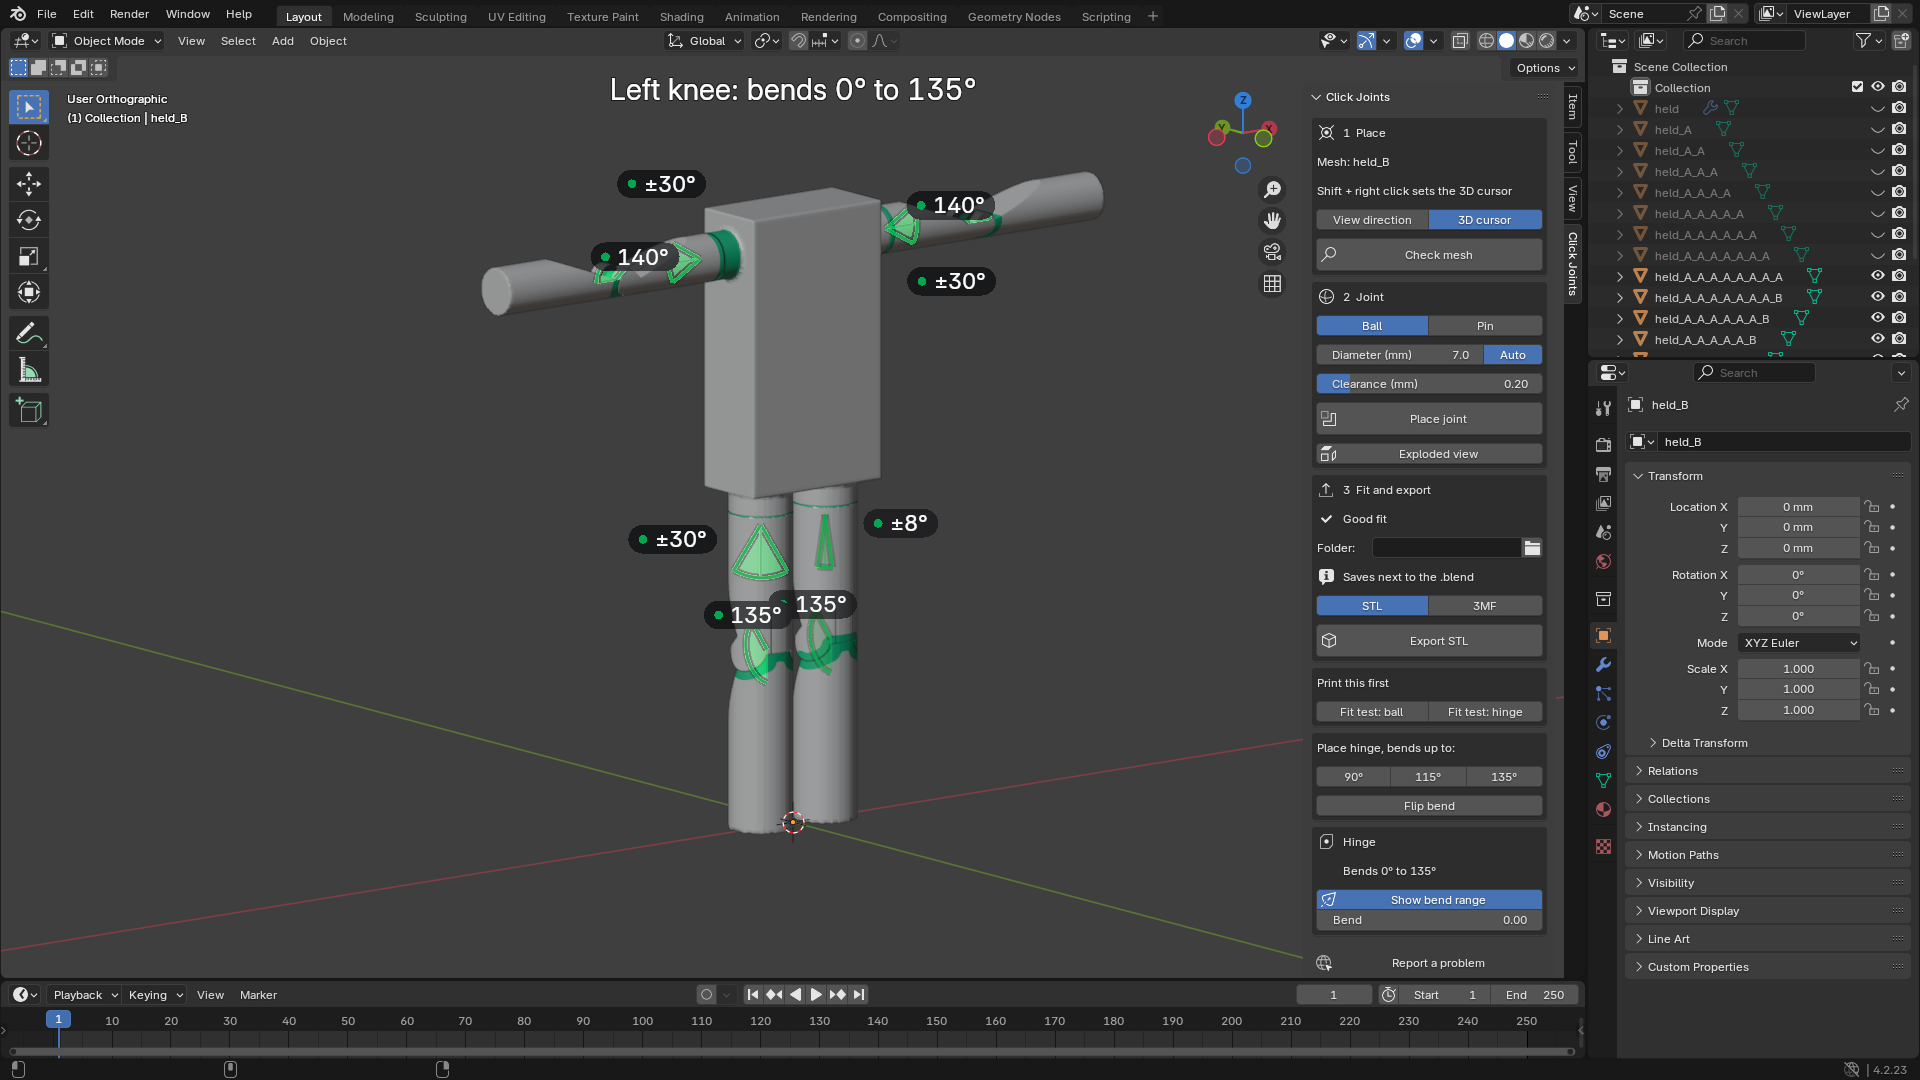 File Edit Render Window Help Layout Modeling Sculpting UV Editing Texture Paint Shading Animation Rendering Compositing Geometry Nodes Scripting Scene ViewLayer
Object Mode View Select Add Object Global Search
Options
User Orthographic
(1) Collection | held_B
Left knee: bends 0° to 135°
Z
Y
X
±30°
140°
140°
±30°
±30°
±8°
135°
135°
Click Joints
1 Place
Mesh: held_B
Shift + right click sets the 3D cursor
View direction 3D cursor
Check mesh
2 Joint
Ball Pin
Diameter (mm) 7.0 Auto
Clearance (mm) 0.20
Place joint
Exploded view
3 Fit and export
Good fit
Folder:
Saves next to the .blend
STL 3MF
Export STL
Print this first
Fit test: ball Fit test: hinge
Place hinge, bends up to:
90° 115° 135°
Flip bend
Hinge
Bends 0° to 135°
Show bend range
Bend 0.00
Report a problem
Item
Tool
View
Click Joints
Scene Collection
Collection
held
held_A
held_A_A
held_A_A_A
held_A_A_A_A
held_A_A_A_A_A
held_A_A_A_A_A_A
held_A_A_A_A_A_A_A
held_A_A_A_A_A_A_A_A
held_A_A_A_A_A_A_A_B
held_A_A_A_A_A_A_B
held_A_A_A_A_A_B
Search
held_B
held_B
Transform
Location X 0 mm
Y 0 mm
Z 0 mm
Rotation X 0°
Y 0°
Z 0°
Mode XYZ Euler
Scale X 1.000
Y 1.000
Z 1.000
Delta Transform
Relations
Collections
Instancing
Motion Paths
Visibility
Viewport Display
Line Art
Custom Properties
Playback Keying View Marker 1 Start 1 End 250
1 10 20 30 40 50 60 70 80 90 100 110 120 130 140 150 160 170 180 190 200 210 220 230 240 250
4.2.23